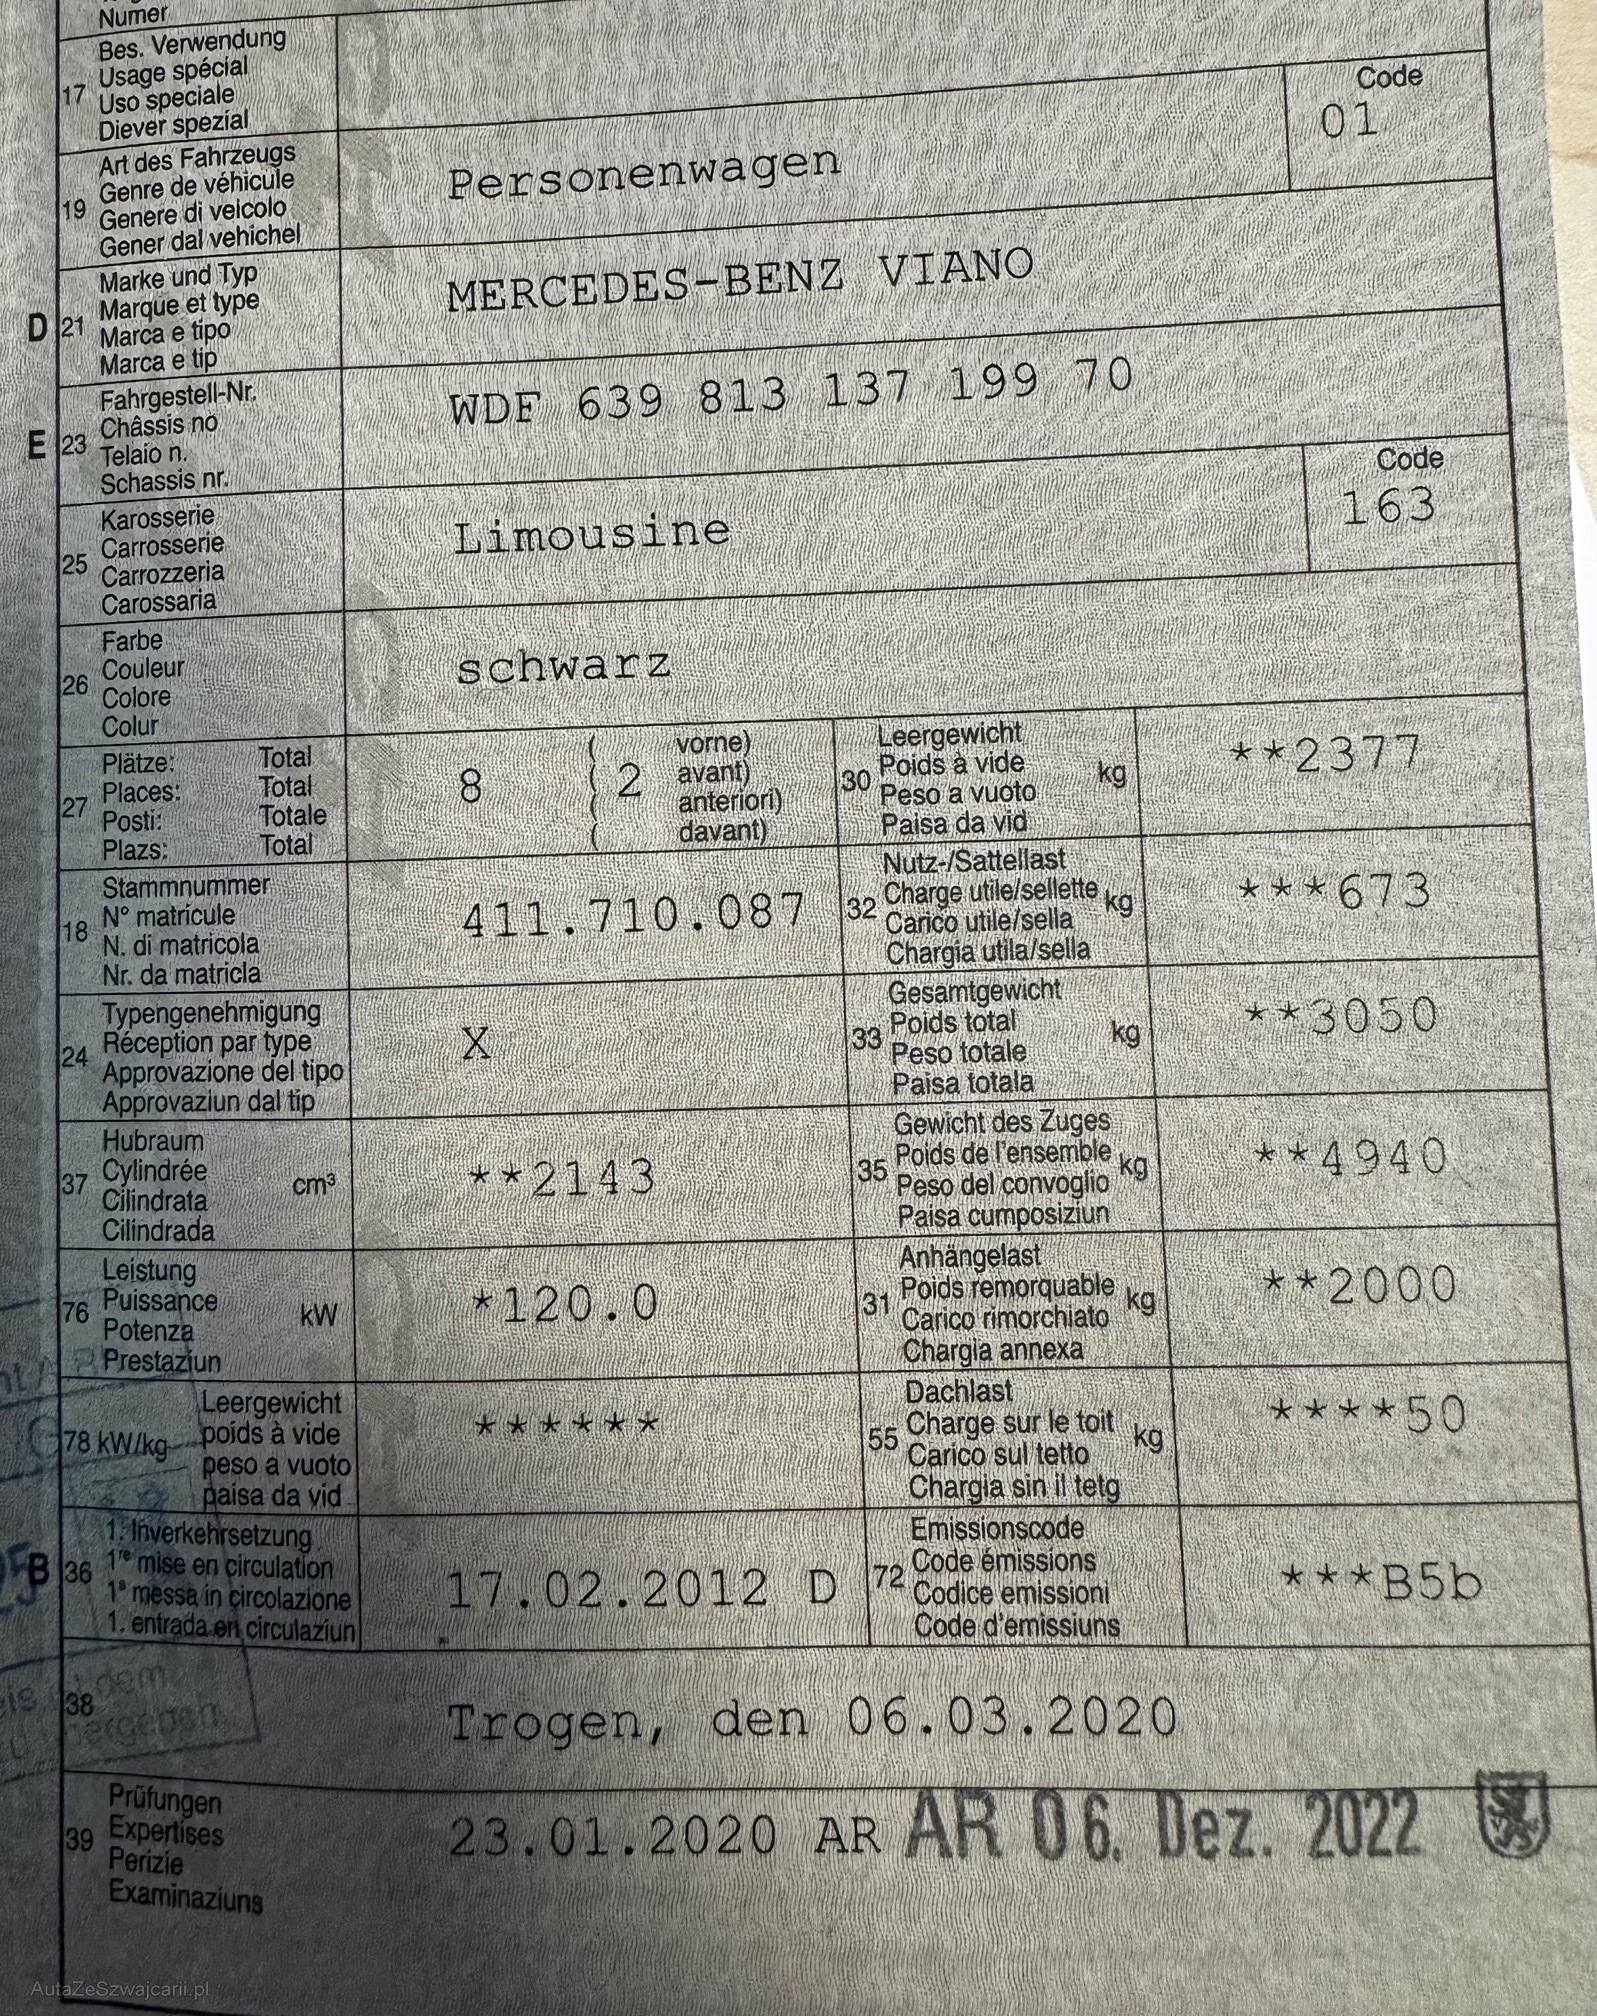 Numer
17
Bes. Verwendung
Usage spécial
Uso speciale
Diever spezial
19
Art des Fahrzeugs
Genre de véhicule
Genere di veicolo
Gener dal vehichel
Personenwagen
Code
01
D 21
Marke und Typ
Marque et type
Marca e tipo
Marca e tip
MERCEDES-BENZ VIANO
E 23
Fahrgestell-Nr.
Châssis no
Telaio n.
Schassis nr.
WDF 639 813 137 199 70
25
Karosserie
Carrosserie
Carrozzeria
Carossaria
Limousine
Code
163
26
Farbe
Couleur
Colore
Colur
schwarz
27
Plätze: Total
Places: Total
Posti: Totale
Plazs: Total
8
( vorne)
( 2 avant)
( anteriori)
( davant)
30
Leergewicht
Poids à vide
Peso a vuoto
Paisa da vid
kg
**2377
18
Stammnummer
N° matricule
N. di matricola
Nr. da matricla
411.710.087
32
Nutz-/Sattellast
Charge utile/sellette
Carico utile/sella
Chargia utila/sella
kg
***673
24
Typengenehmigung
Réception par type
Approvazione del tipo
Approvaziun dal tip
X
33
Gesamtgewicht
Poids total
Peso totale
Paisa totala
kg
**3050
37
Hubraum
Cylindrée
Cilindrata
Cilindrada
cm³
**2143
35
Gewicht des Zuges
Poids de l'ensemble
Peso del convoglio
Paisa cumposiziun
kg
**4940
76
Leistung
Puissance
Potenza
Prestaziun
kW
*120.0
31
Anhängelast
Poids remorquable
Carico rimorchiato
Chargia annexa
kg
**2000
78 kW/kg
Leergewicht
poids à vide
peso a vuoto
paisa da vid
******
55
Dachlast
Charge sur le toit
Carico sul tetto
Chargia sin il tetg
kg
****50
B 36
1. Inverkehrsetzung
1re mise en circulation
1a messa in circolazione
1. entrada en circulaziun
17.02.2012 D
72
Emissionscode
Code émissions
Codice emissioni
Code d'emissiuns
***B5b
38
Trogen, den 06.03.2020
39
Prüfungen
Expertises
Perizie
Examinaziuns
23.01.2020 AR AR 06. Dez. 2022
AutaZeSzwajcarii.pl